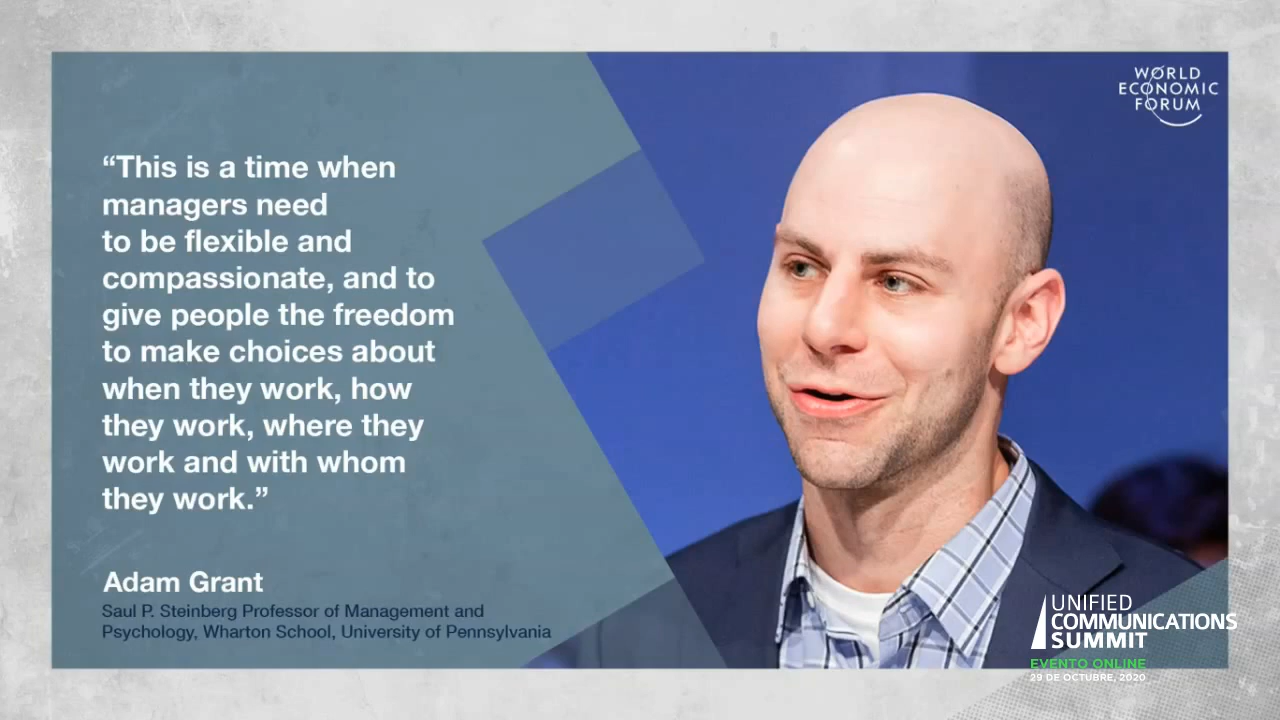 WORLD
ECONOMIC
FORUM
“This is a time when
managers need
to be flexible and
compassionate, and to
give people the freedom
to make choices about
when they work, how
they work, where they
work and with whom
they work.”
Adam Grant
Saul P. Steinberg Professor of Management and
Psychology, Wharton School, University of Pennsylvania
UNIFIED
COMMUNICATIONS
SUMMIT
EVENTO ONLINE
29 DE OCTUBRE, 2020